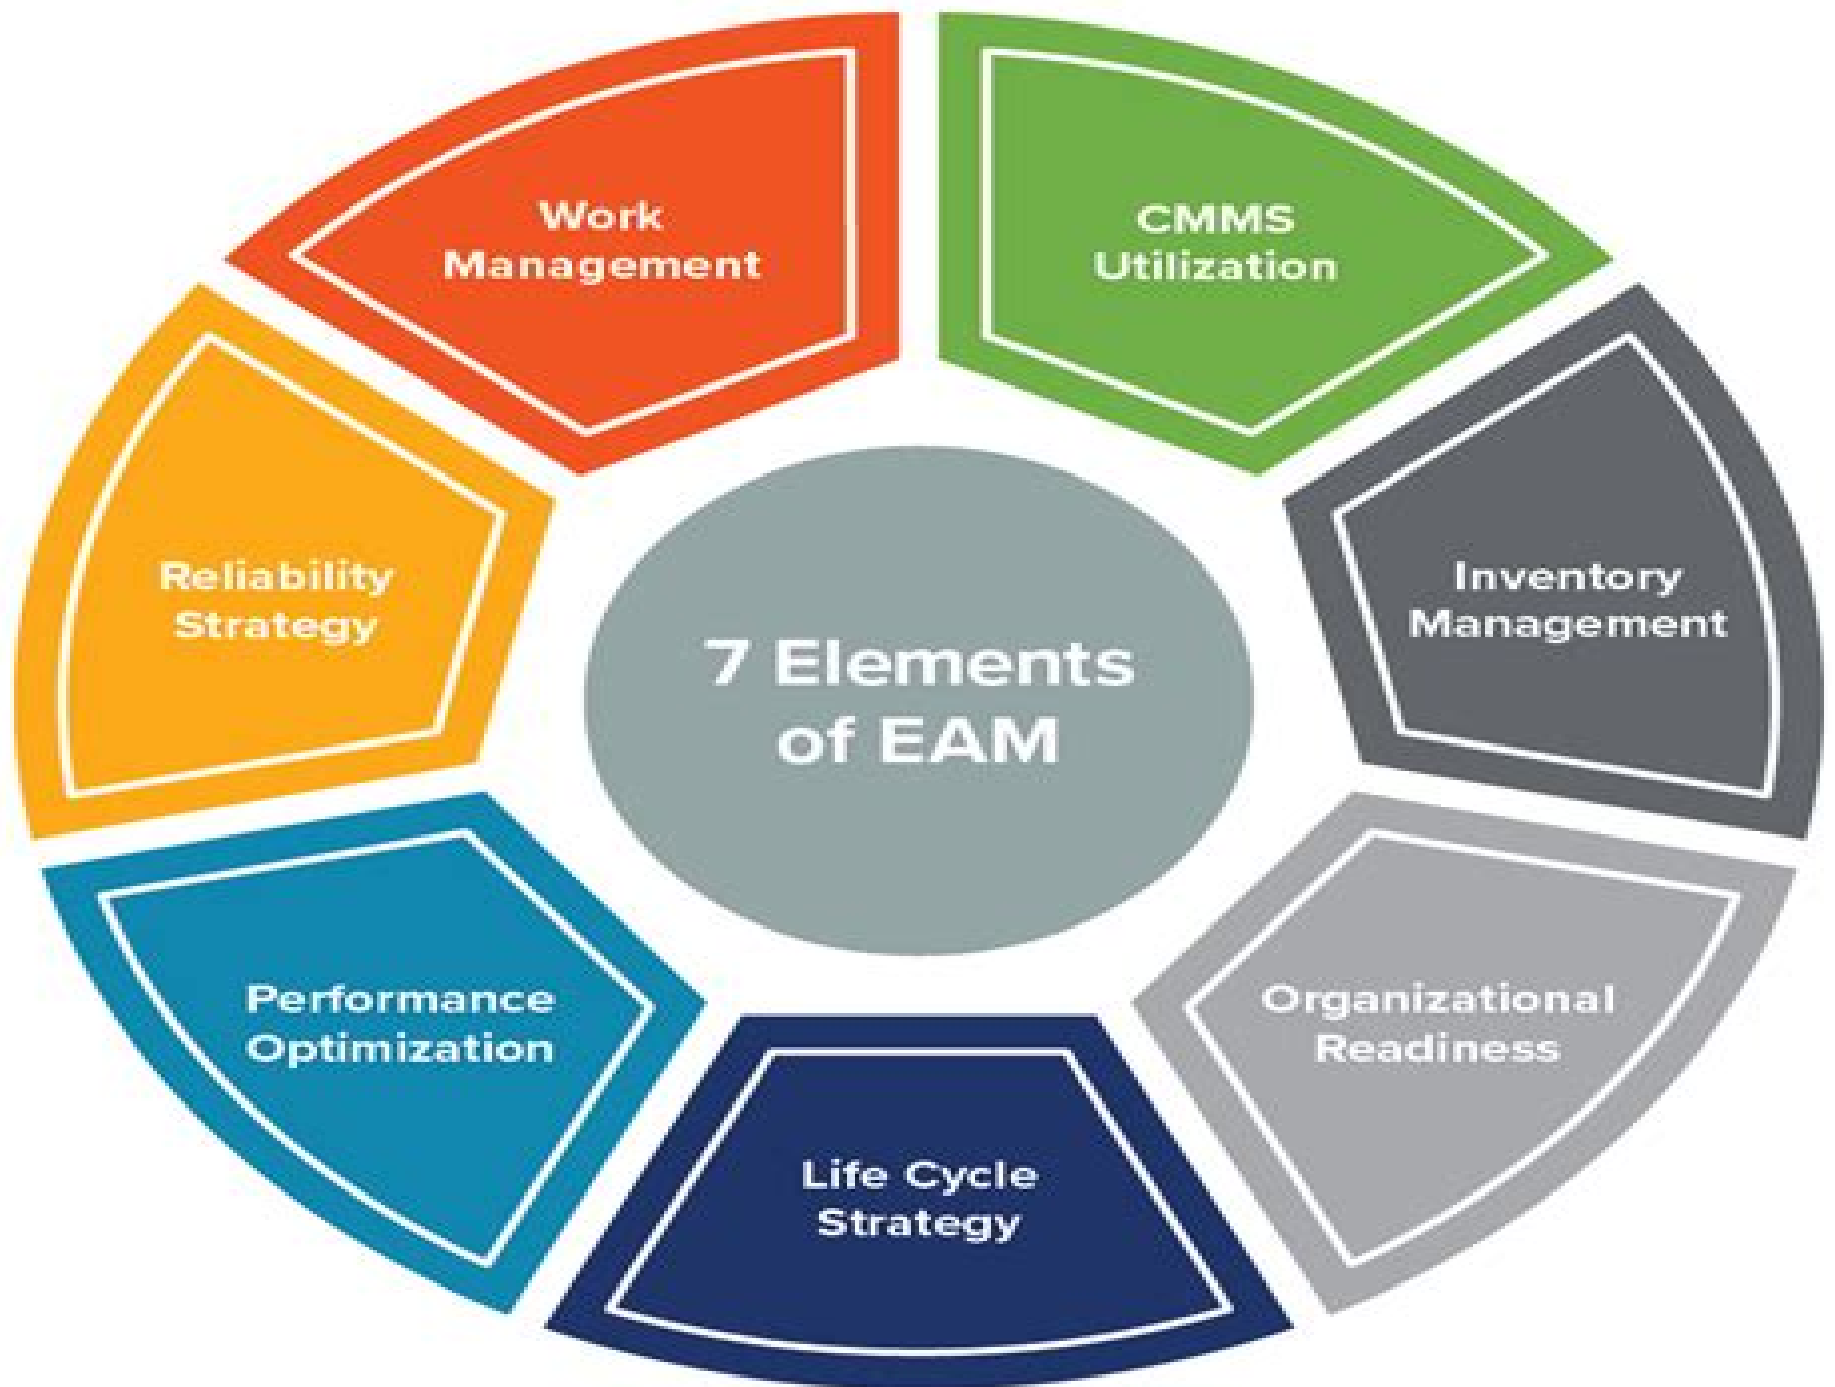 Work
Management
CMMS
Utilization
Reliability
Strategy
Inventory
Management
7 Elements
of EAM
Performance
Optimization
Organizational
Readiness
Life Cycle
Strategy